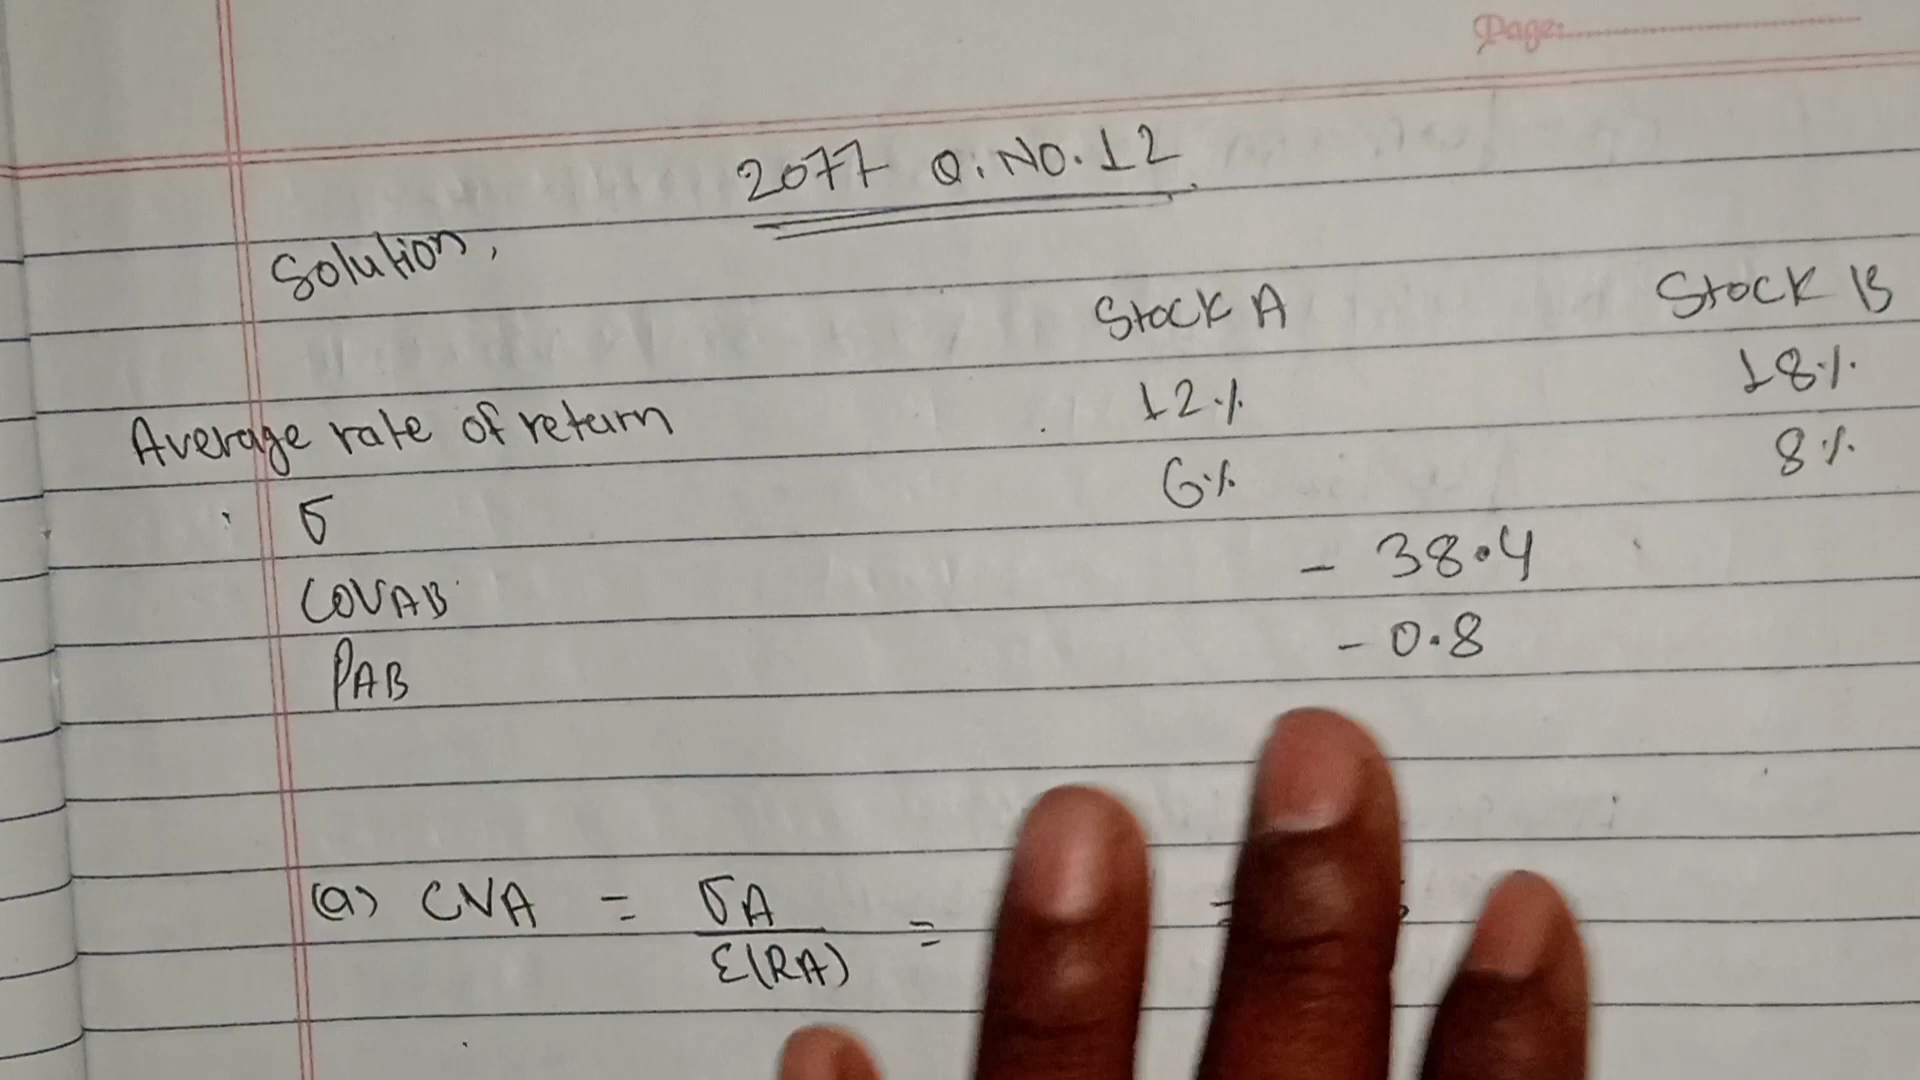 Page:
2077 Q. NO. 12
Solution,
Stock A Stock B
Average rate of return 12% 18%
σ 6% 8%
COVAB - 38.4
PAB - 0.8
(a) CVA = σA / E(RA) = =